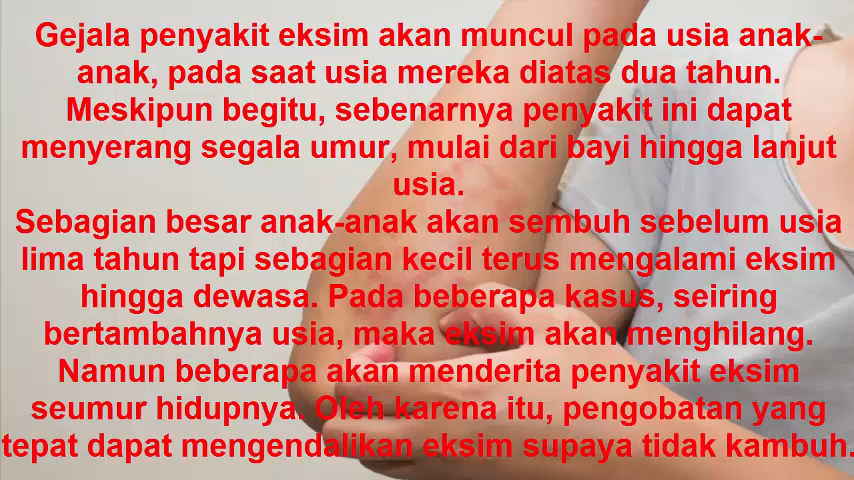 Gejala penyakit eksim akan muncul pada usia anak-
anak, pada saat usia mereka diatas dua tahun.
Meskipun begitu, sebenarnya penyakit ini dapat
menyerang segala umur, mulai dari bayi hingga lanjut
usia.
Sebagian besar anak-anak akan sembuh sebelum usia
lima tahun tapi sebagian kecil terus mengalami eksim
hingga dewasa. Pada beberapa kasus, seiring
bertambahnya usia, maka eksim akan menghilang.
Namun beberapa akan menderita penyakit eksim
seumur hidupnya. Oleh karena itu, pengobatan yang
tepat dapat mengendalikan eksim supaya tidak kambuh.